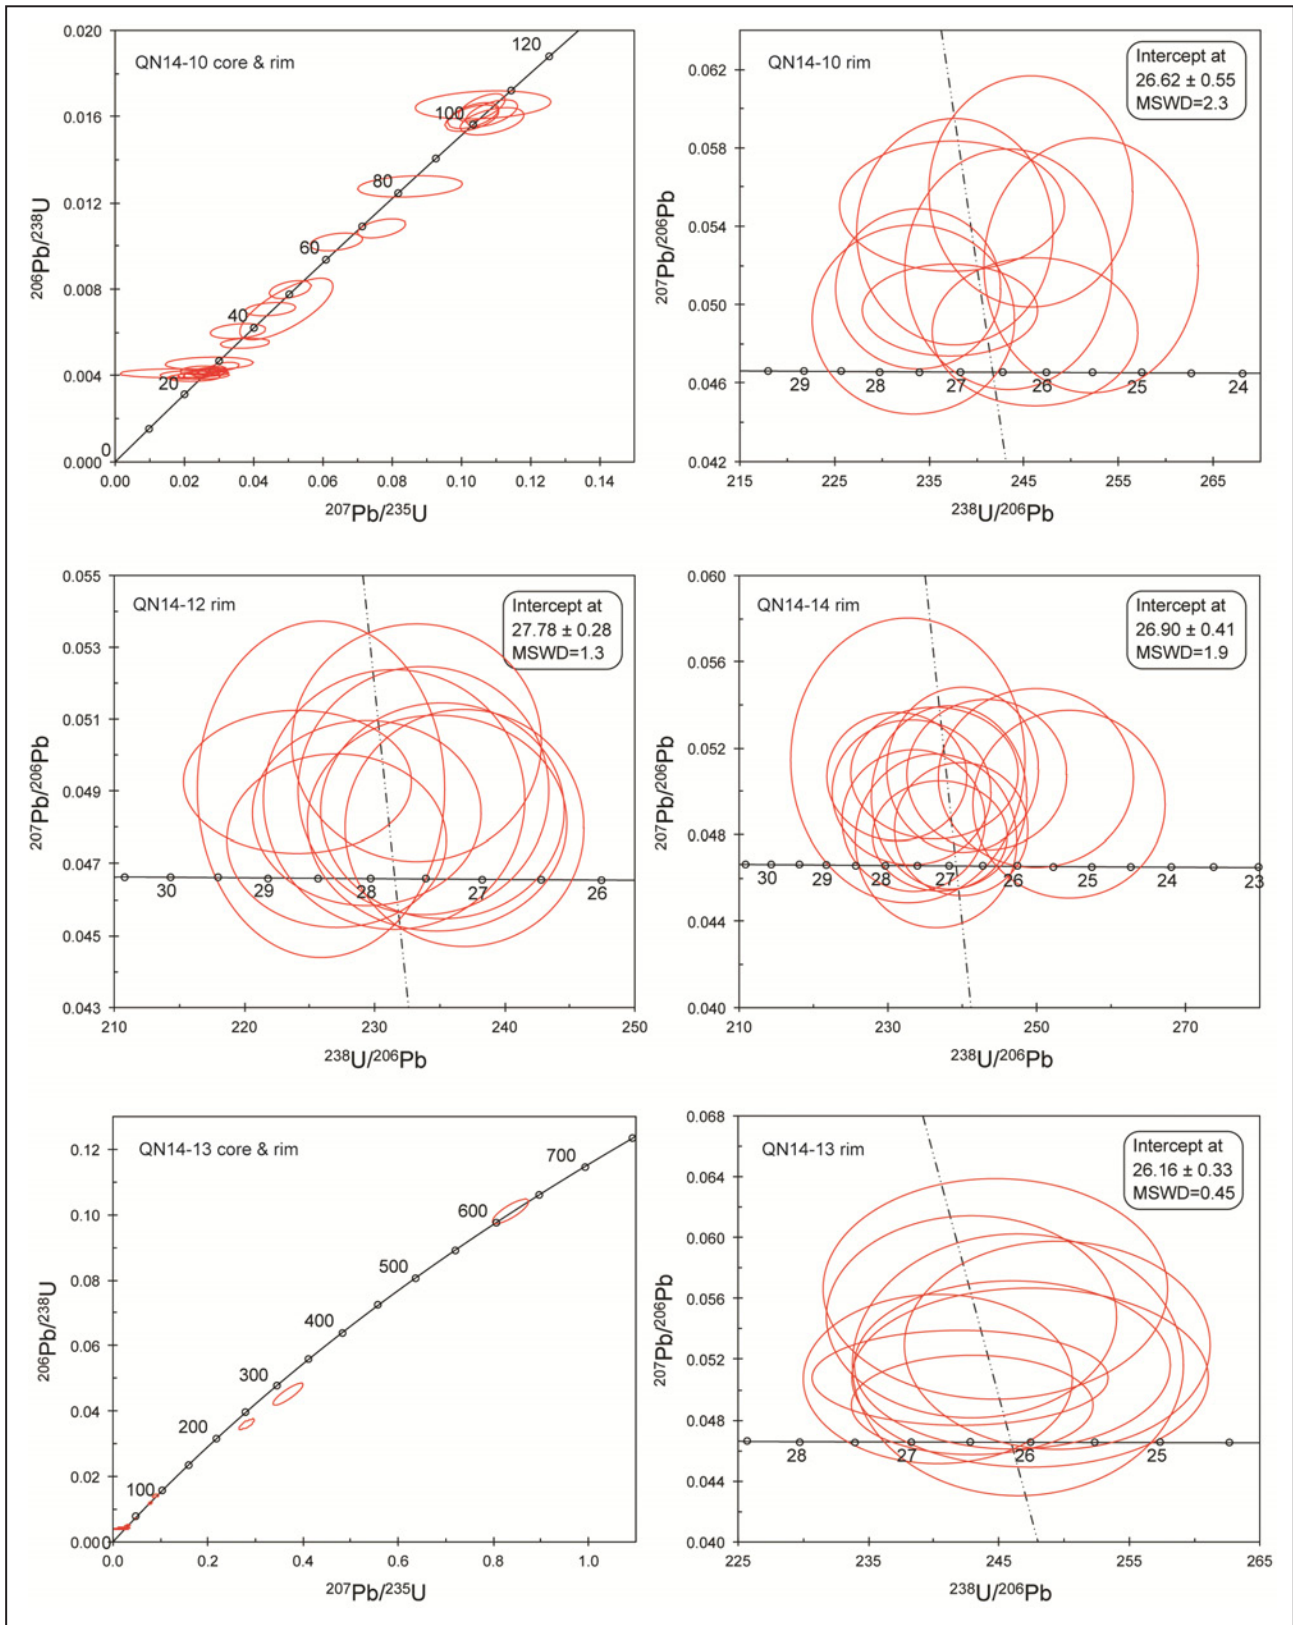 QN14-10 core & rim
0.020
0.016
0.012
0.008
0.004
0.000
120
100
80
60
40
20
0
0.00 0.02 0.04 0.06 0.08 0.10 0.12 0.14
206Pb/238U
207Pb/235U
QN14-10 rim
Intercept at
26.62 ± 0.55
MSWD=2.3
0.062
0.058
0.054
0.050
0.046
0.042
29 28 27 26 25 24
215 225 235 245 255 265
207Pb/206Pb
238U/206Pb
QN14-12 rim
Intercept at
27.78 ± 0.28
MSWD=1.3
0.055
0.053
0.051
0.049
0.047
0.045
0.043
30 29 28 27 26
210 220 230 240 250
207Pb/206Pb
238U/206Pb
QN14-14 rim
Intercept at
26.90 ± 0.41
MSWD=1.9
0.060
0.056
0.052
0.048
0.044
0.040
30 29 28 27 26 25 24 23
210 230 250 270
207Pb/206Pb
238U/206Pb
QN14-13 core & rim
0.12
0.10
0.08
0.06
0.04
0.02
0.00
700
600
500
400
300
200
100
0
0.0 0.2 0.4 0.6 0.8 1.0
206Pb/238U
207Pb/235U
QN14-13 rim
Intercept at
26.16 ± 0.33
MSWD=0.45
0.068
0.064
0.060
0.056
0.052
0.048
0.044
0.040
28 27 26 25
225 235 245 255 265
207Pb/206Pb
238U/206Pb